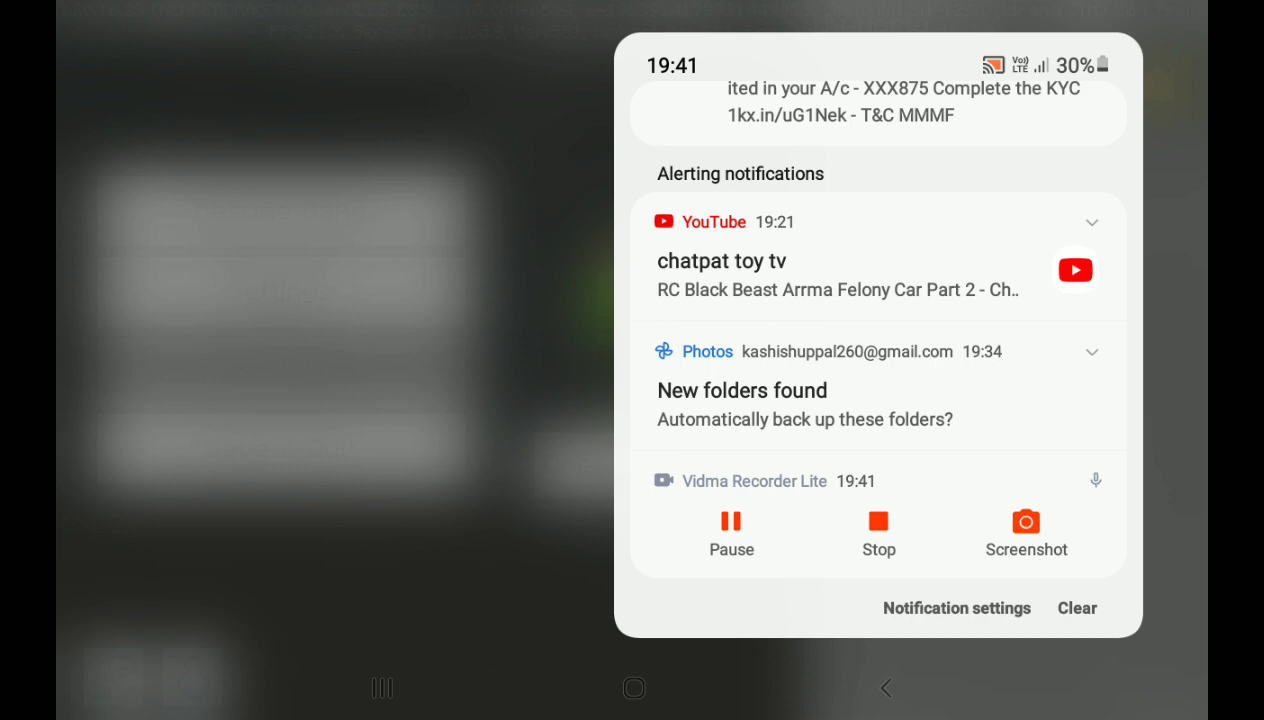 19:41 Vo)) LTE 30%
ited in your A/c - XXX875 Complete the KYC
1kx.in/uG1Nek - T&C MMMF
Alerting notifications
YouTube 19:21
chatpat toy tv
RC Black Beast Arrma Felony Car Part 2 - Ch..
Photos kashishuppal260@gmail.com 19:34
New folders found
Automatically back up these folders?
Vidma Recorder Lite 19:41
Pause Stop Screenshot
Notification settings Clear